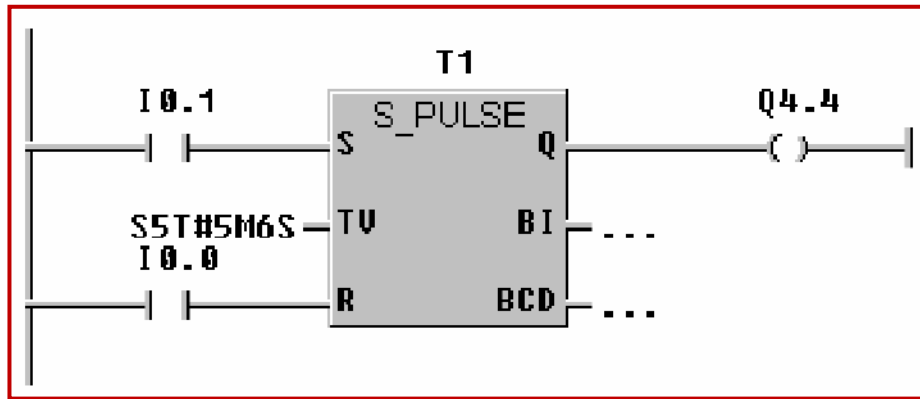 T1
I0.1
S_PULSE
Q4.4
S
Q
S5T#5M6S
TV
BI
...
I0.0
R
BCD
...